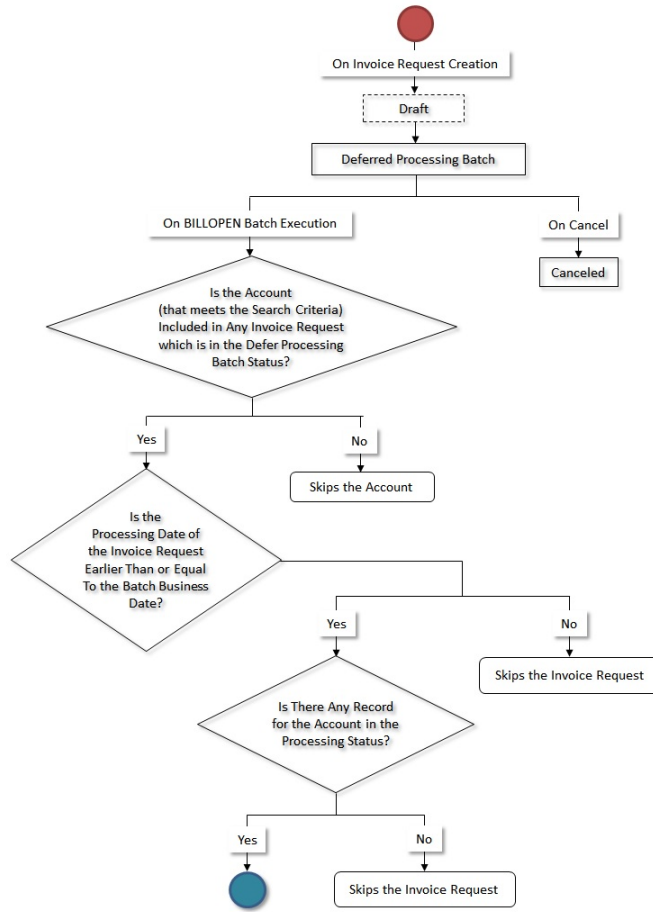 On Invoice Request Creation
Draft
Deferred Processing Batch
On BILLOPEN Batch Execution
On Cancel
Canceled
Is the Account
(that meets the Search Criteria)
Included in Any Invoice Request
which is in the Defer Processing
Batch Status?
Yes
No
Skips the Account
Is the
Processing Date of
the Invoice Request
Earlier Than or Equal
To the Batch Business
Date?
Yes
No
Skips the Invoice Request
Is There Any Record
for the Account in the
Processing Status?
Yes
No
Skips the Invoice Request